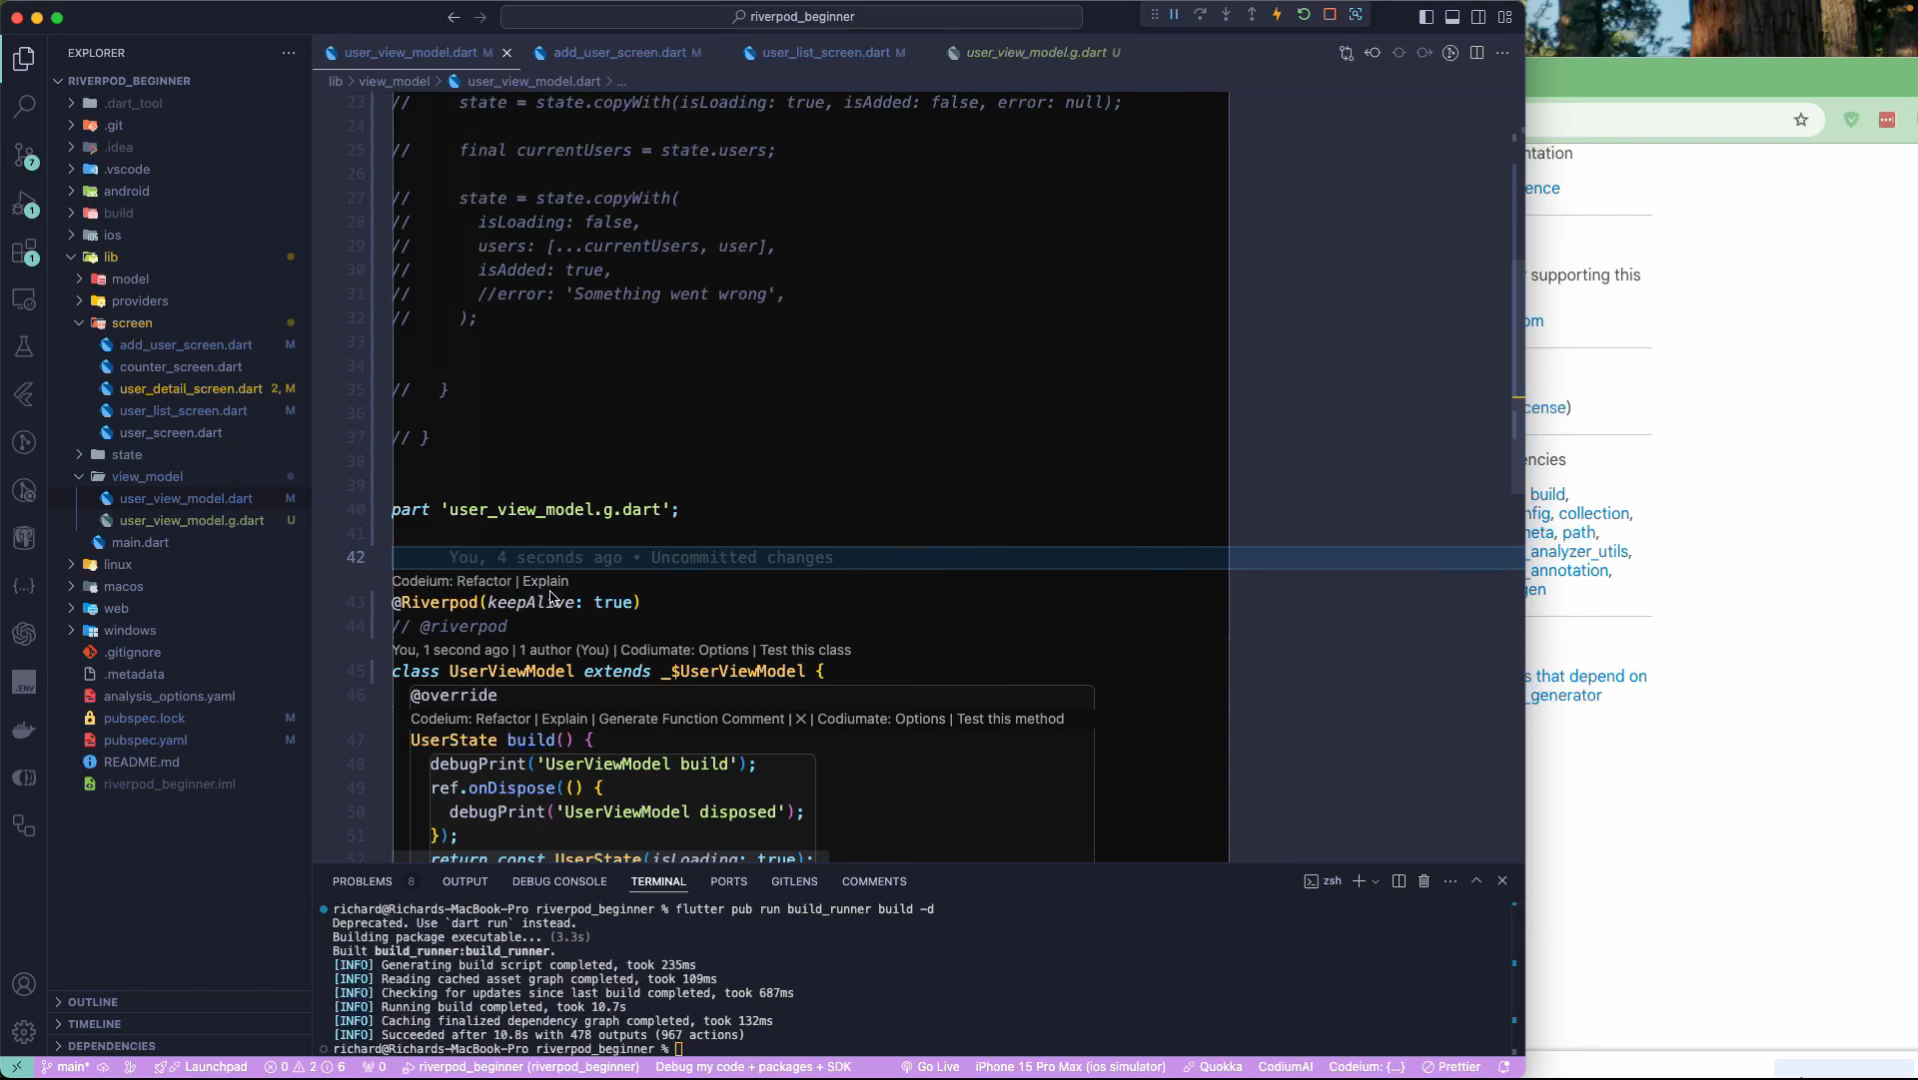 riverpod_beginner
EXPLORER
RIVERPOD_BEGINNER
.dart_tool
.git
.idea
.vscode
android
build
ios
lib
model
providers
screen
add_user_screen.dart M
counter_screen.dart
user_detail_screen.dart 2, M
user_list_screen.dart M
user_screen.dart
state
view_model
user_view_model.dart M
user_view_model.g.dart U
main.dart
linux
macos
web
windows
.gitignore
.metadata
analysis_options.yaml
pubspec.lock M
pubspec.yaml M
README.md
riverpod_beginner.iml
OUTLINE
TIMELINE
DEPENDENCIES
7
1
1
.ENV
user_view_model.dart M
add_user_screen.dart M
user_list_screen.dart M
user_view_model.g.dart U
lib > view_model > user_view_model.dart > ...
23 // state = state.copyWith(isLoading: true, isAdded: false, error: null);
24
25 // final currentUsers = state.users;
26
27 // state = state.copyWith(
28 // isLoading: false,
29 // users: [...currentUsers, user],
30 // isAdded: true,
31 // //error: 'Something went wrong',
32 // );
33
34
35 // }
36
37 // }
38
39
40 part 'user_view_model.g.dart';
41
42 You, 4 seconds ago • Uncommitted changes
Codeium: Refactor | Explain
43 @Riverpod(keepAlive: true)
44 // @riverpod
You, 1 second ago | 1 author (You) | Codiumate: Options | Test this class
45 class UserViewModel extends _$UserViewModel {
46 @override
Codeium: Refactor | Explain | Generate Function Comment | X | Codiumate: Options | Test this method
47 UserState build() {
48 debugPrint('UserViewModel build');
49 ref.onDispose(() {
50 debugPrint('UserViewModel disposed');
51 });
52 return const UserState(isLoading: true);
PROBLEMS 8 OUTPUT DEBUG CONSOLE TERMINAL PORTS GITLENS COMMENTS
zsh
richard@Richards-MacBook-Pro riverpod_beginner % flutter pub run build_runner build -d
Deprecated. Use `dart run` instead.
Building package executable... (3.3s)
Built build_runner:build_runner.
[INFO] Generating build script completed, took 235ms
[INFO] Reading cached asset graph completed, took 109ms
[INFO] Checking for updates since last build completed, took 687ms
[INFO] Running build completed, took 10.7s
[INFO] Caching finalized dependency graph completed, took 132ms
[INFO] Succeeded after 10.8s with 478 outputs (967 actions)
richard@Richards-MacBook-Pro riverpod_beginner %
main* Launchpad 0 2 6 0 riverpod_beginner (riverpod_beginner) Debug my code + packages + SDK Go Live iPhone 15 Pro Max (ios simulator) Quokka CodiumAI Codeium: {...} Prettier
ntation
ence
supporting this
om
cense)
encies
build,
nfig, collection,
meta, path,
_analyzer_utils,
_annotation,
gen
s that depend on
_generator